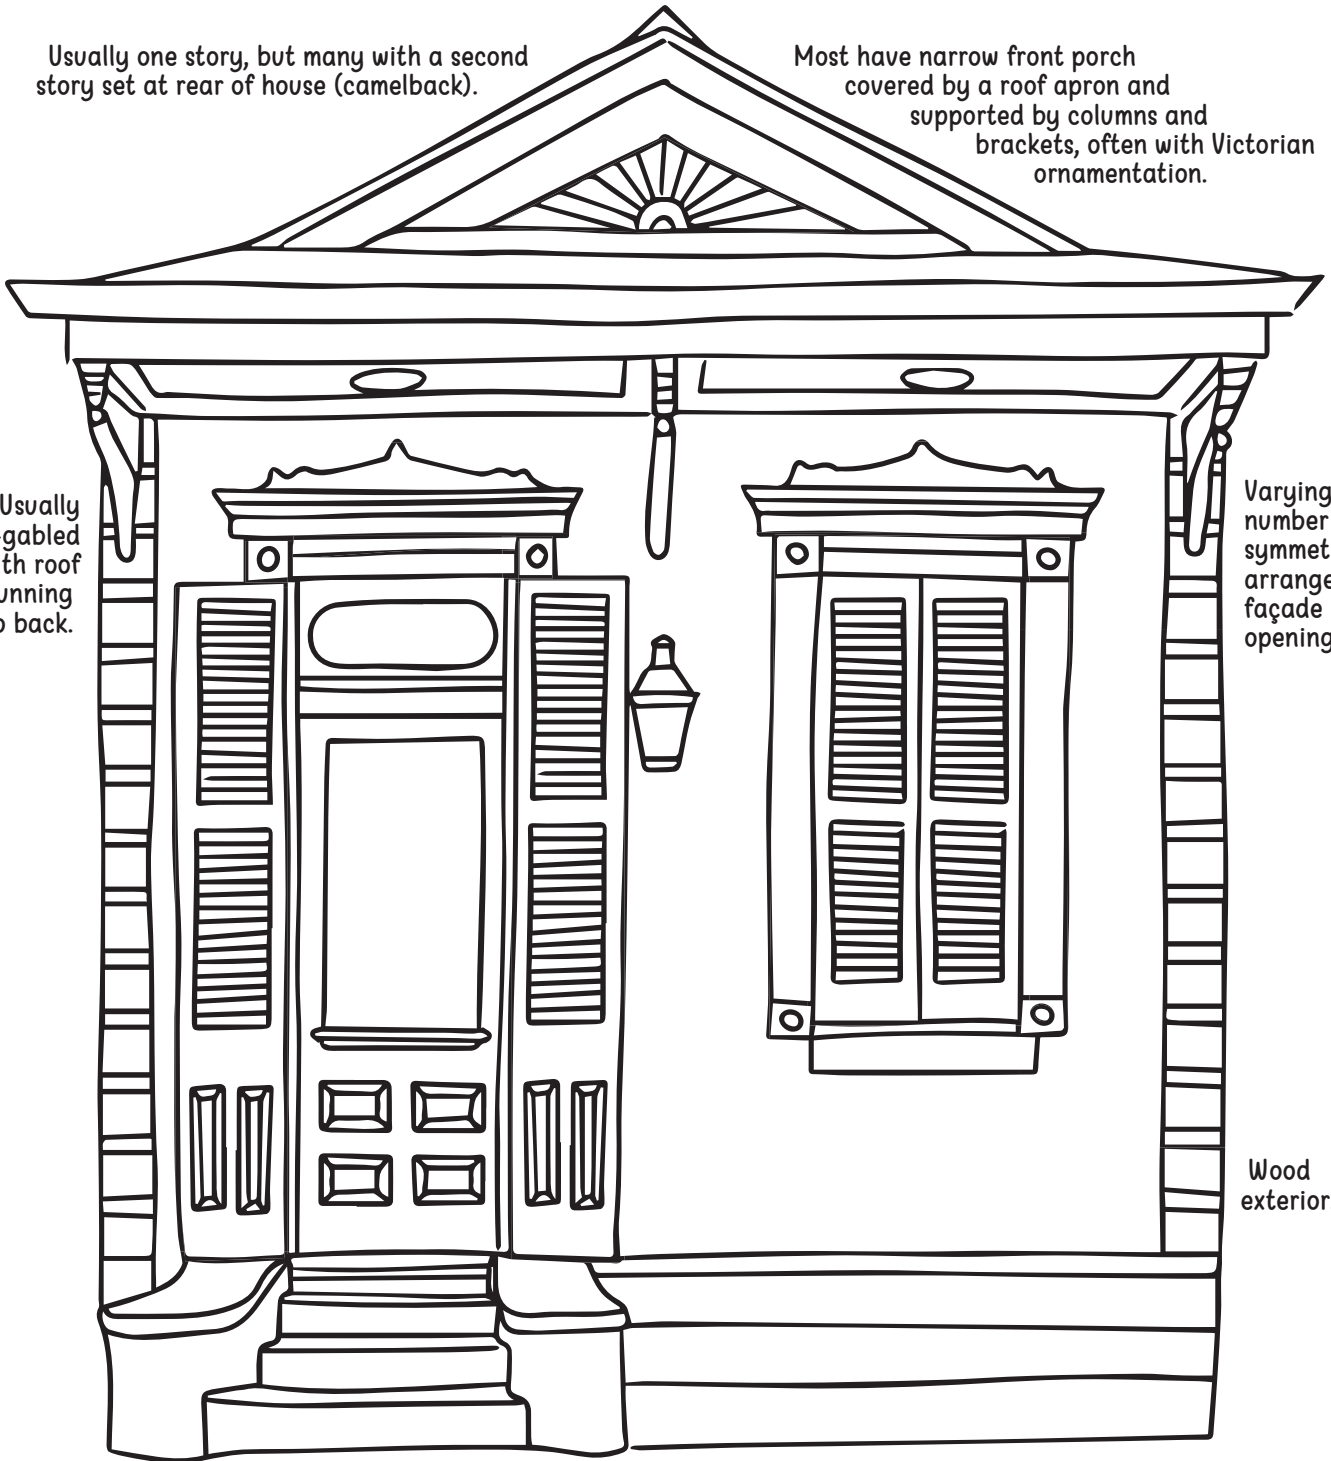 Usually one story, but many with a second
story set at rear of house (camelback).
Most have narrow front porch
covered by a roof apron and
supported by columns and
brackets, often with Victorian
ornamentation.
Usually
gabled
roof
back.
Varying
number
façade
Wood
exterior